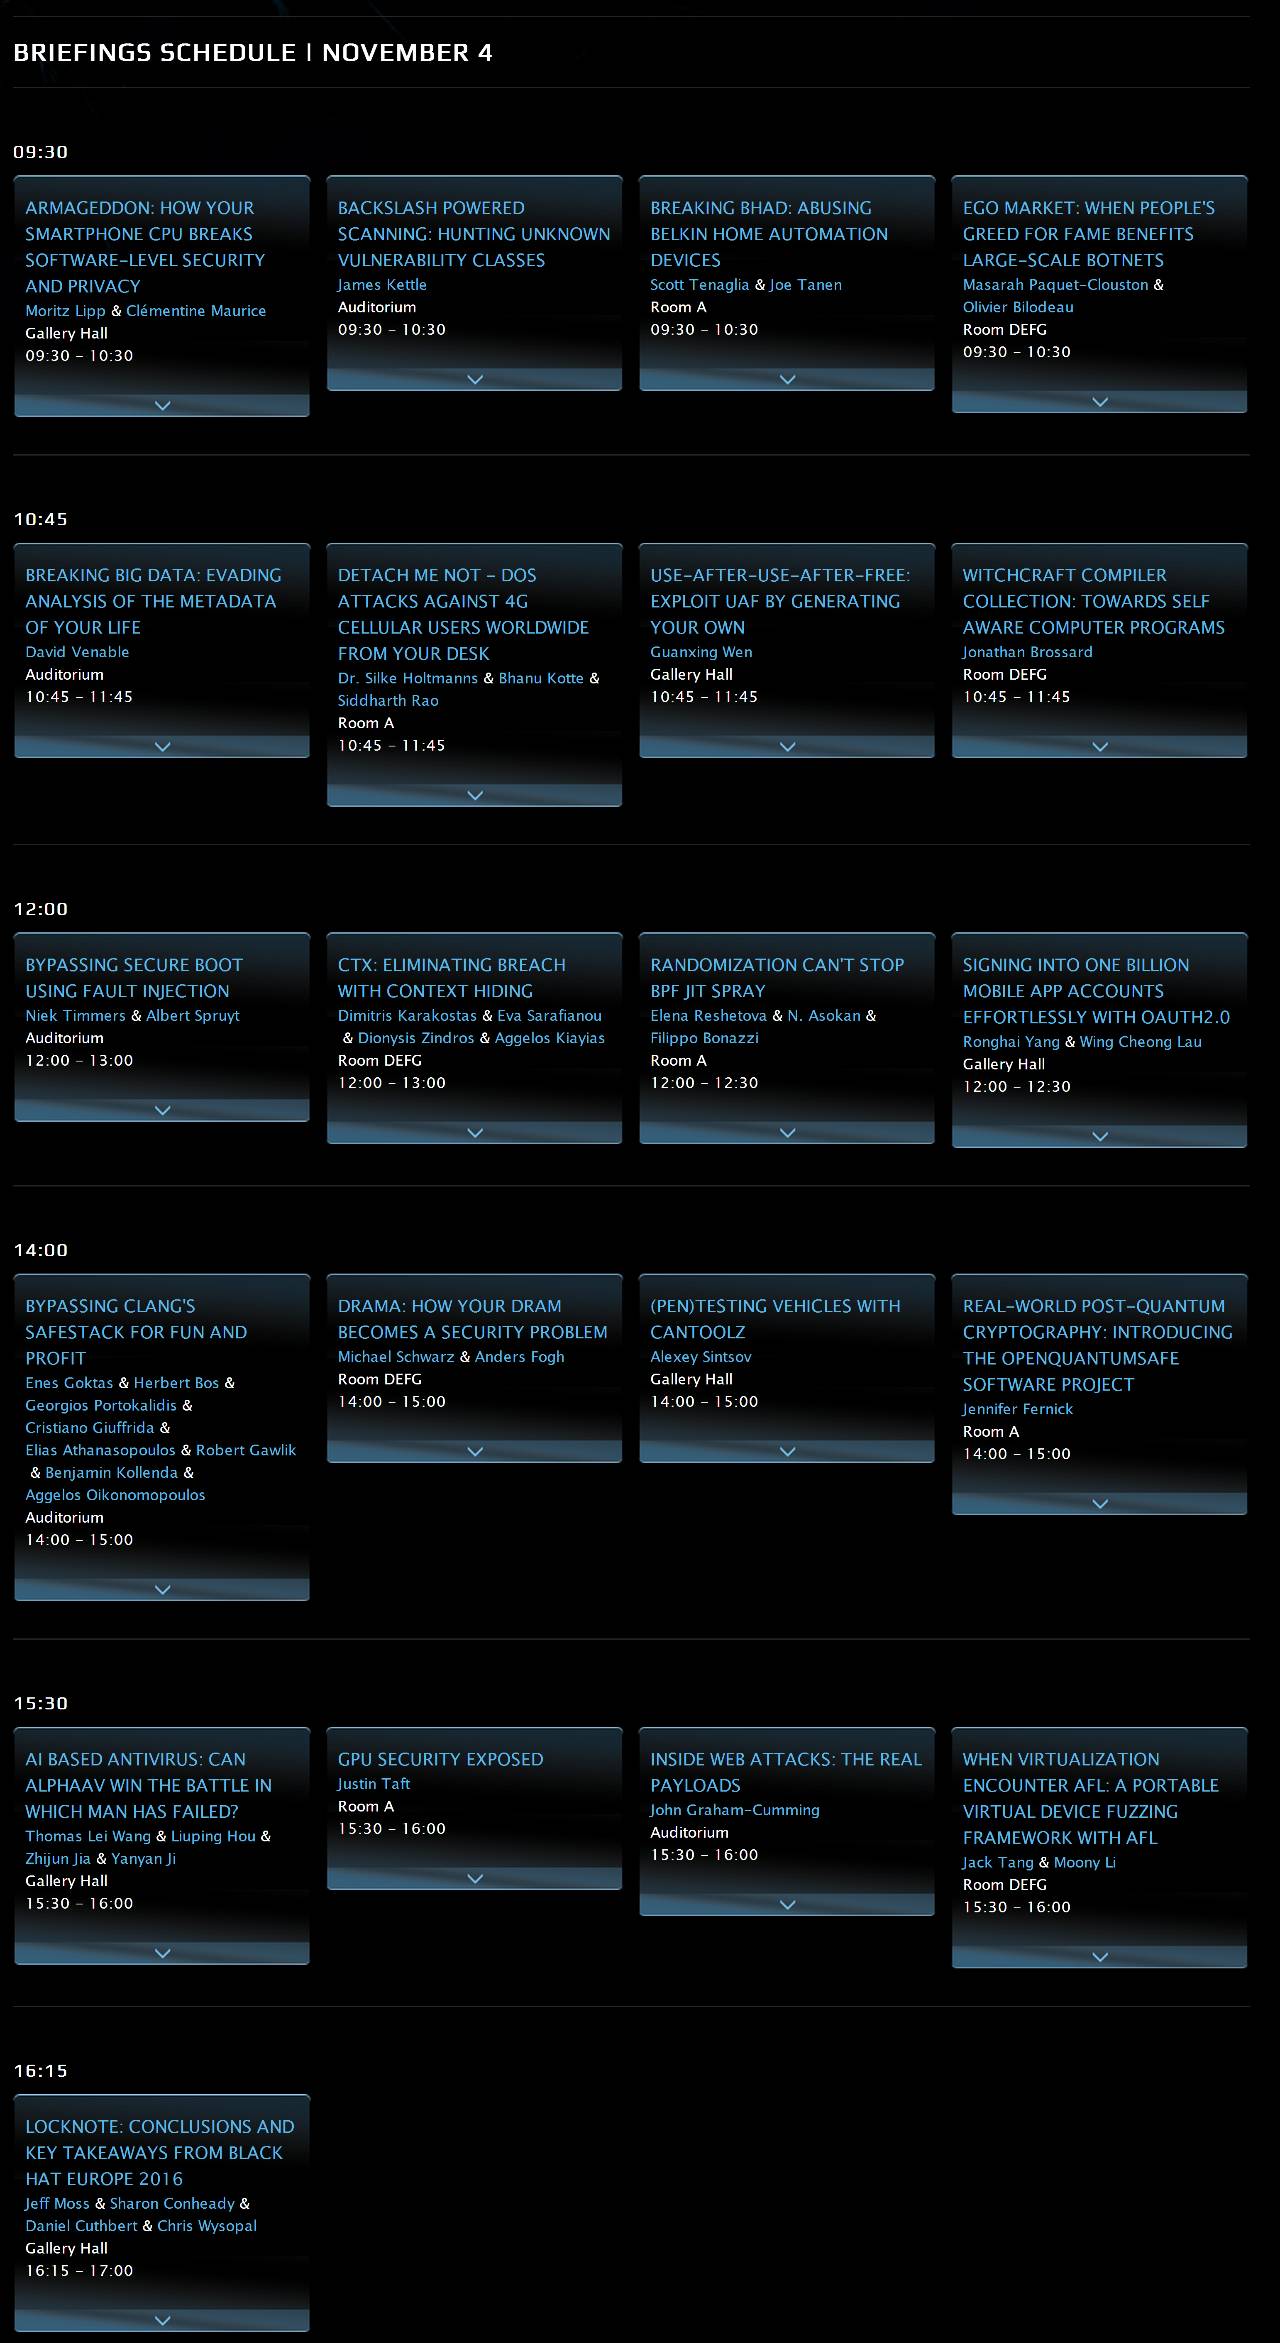 BRIEFINGS SCHEDULE | NOVEMBER 4
09:30
ARMAGEDDON: HOW YOUR
SMARTPHONE CPU BREAKS
SOFTWARE-LEVEL SECURITY
AND PRIVACY
Moritz Lipp & Clémentine Maurice
Gallery Hall
09:30 - 10:30
BACKSLASH POWERED
SCANNING: HUNTING UNKNOWN
VULNERABILITY CLASSES
James Kettle
Auditorium
09:30 - 10:30
BREAKING BHAD: ABUSING
BELKIN HOME AUTOMATION
DEVICES
Scott Tenaglia & Joe Tanen
Room A
09:30 - 10:30
EGO MARKET: WHEN PEOPLE'S
GREED FOR FAME BENEFITS
LARGE-SCALE BOTNETS
Masarah Paquet-Clouston &
Olivier Bilodeau
Room DEFG
09:30 - 10:30
10:45
BREAKING BIG DATA: EVADING
ANALYSIS OF THE METADATA
OF YOUR LIFE
David Venable
Auditorium
10:45 - 11:45
DETACH ME NOT - DOS
ATTACKS AGAINST 4G
CELLULAR USERS WORLDWIDE
FROM YOUR DESK
Dr. Silke Holtmanns & Bhanu Kotte &
Siddharth Rao
Room A
10:45 - 11:45
USE-AFTER-USE-AFTER-FREE:
EXPLOIT UAF BY GENERATING
YOUR OWN
Guanxing Wen
Gallery Hall
10:45 - 11:45
WITCHCRAFT COMPILER
COLLECTION: TOWARDS SELF
AWARE COMPUTER PROGRAMS
Jonathan Brossard
Room DEFG
10:45 - 11:45
12:00
BYPASSING SECURE BOOT
USING FAULT INJECTION
Niek Timmers & Albert Spruyt
Auditorium
12:00 - 13:00
CTX: ELIMINATING BREACH
WITH CONTEXT HIDING
Dimitris Karakostas & Eva Sarafianou
& Dionysis Zindros & Aggelos Kiayias
Room DEFG
12:00 - 13:00
RANDOMIZATION CAN'T STOP
BPF JIT SPRAY
Elena Reshetova & N. Asokan &
Filippo Bonazzi
Room A
12:00 - 12:30
SIGNING INTO ONE BILLION
MOBILE APP ACCOUNTS
EFFORTLESSLY WITH OAUTH2.0
Ronghai Yang & Wing Cheong Lau
Gallery Hall
12:00 - 12:30
14:00
BYPASSING CLANG'S
SAFESTACK FOR FUN AND
PROFIT
Enes Goktas & Herbert Bos &
Georgios Portokalidis &
Cristiano Giuffrida &
Elias Athanasopoulos & Robert Gawlik
& Benjamin Kollenda &
Aggelos Oikonomopoulos
Auditorium
14:00 - 15:00
DRAMA: HOW YOUR DRAM
BECOMES A SECURITY PROBLEM
Michael Schwarz & Anders Fogh
Room DEFG
14:00 - 15:00
(PEN)TESTING VEHICLES WITH
CANTOOLZ
Alexey Sintsov
Gallery Hall
14:00 - 15:00
REAL-WORLD POST-QUANTUM
CRYPTOGRAPHY: INTRODUCING
THE OPENQUANTUMSAFE
SOFTWARE PROJECT
Jennifer Fernick
Room A
14:00 - 15:00
15:30
AI BASED ANTIVIRUS: CAN
ALPHAAV WIN THE BATTLE IN
WHICH MAN HAS FAILED?
Thomas Lei Wang & Liuping Hou &
Zhijun Jia & Yanyan Ji
Gallery Hall
15:30 - 16:00
GPU SECURITY EXPOSED
Justin Taft
Room A
15:30 - 16:00
INSIDE WEB ATTACKS: THE REAL
PAYLOADS
John Graham-Cumming
Auditorium
15:30 - 16:00
WHEN VIRTUALIZATION
ENCOUNTER AFL: A PORTABLE
VIRTUAL DEVICE FUZZING
FRAMEWORK WITH AFL
Jack Tang & Moony Li
Room DEFG
15:30 - 16:00
16:15
LOCKNOTE: CONCLUSIONS AND
KEY TAKEAWAYS FROM BLACK
HAT EUROPE 2016
Jeff Moss & Sharon Conheady &
Daniel Cuthbert & Chris Wysopal
Gallery Hall
16:15 - 17:00